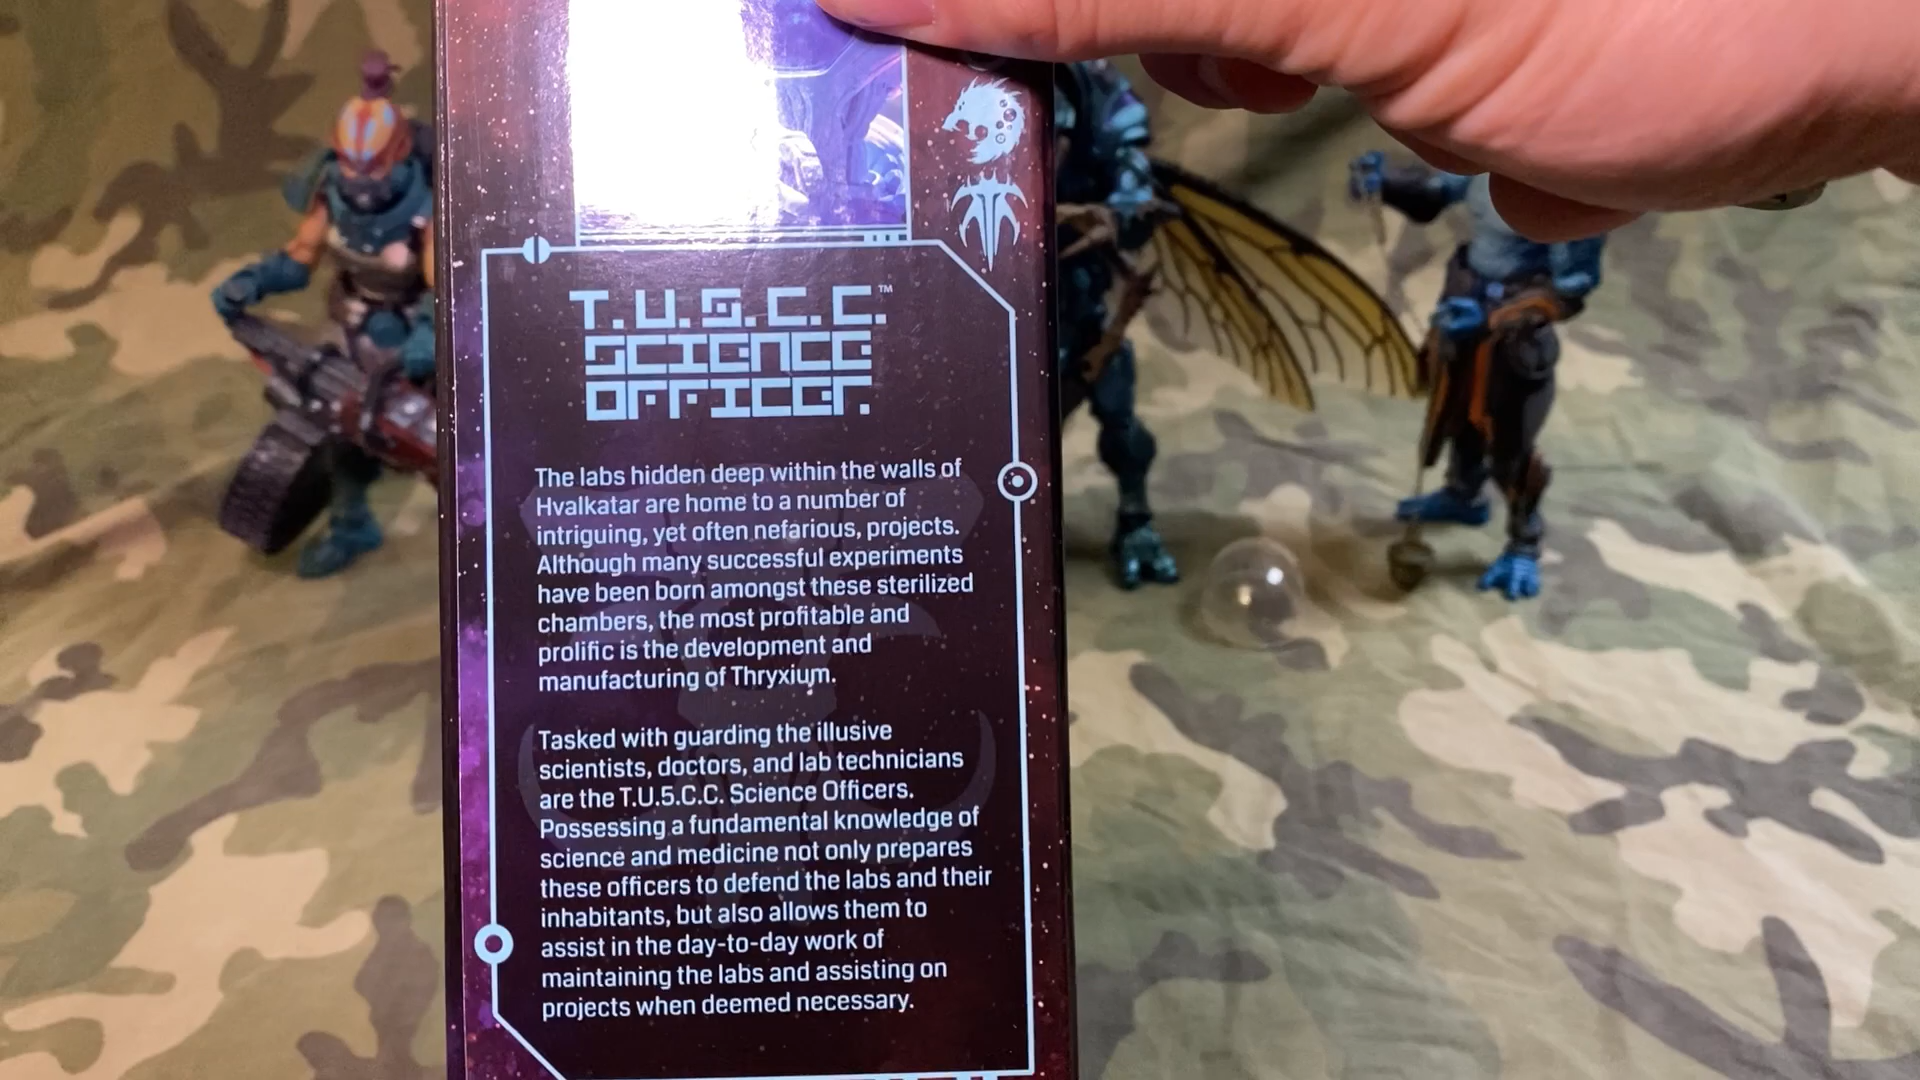 T.U.5.C.C.™
SCIENCE
OFFICER.
The labs hidden deep within the walls of
Hvalkatar are home to a number of
intriguing, yet often nefarious, projects.
Although many successful experiments
have been born amongst these sterilized
chambers, the most profitable and
prolific is the development and
manufacturing of Thryxium.
Tasked with guarding the illusive
scientists, doctors, and lab technicians
are the T.U.5.C.C. Science Officers.
Possessing a fundamental knowledge of
science and medicine not only prepares
these officers to defend the labs and their
inhabitants, but also allows them to
assist in the day-to-day work of
maintaining the labs and assisting on
projects when deemed necessary.